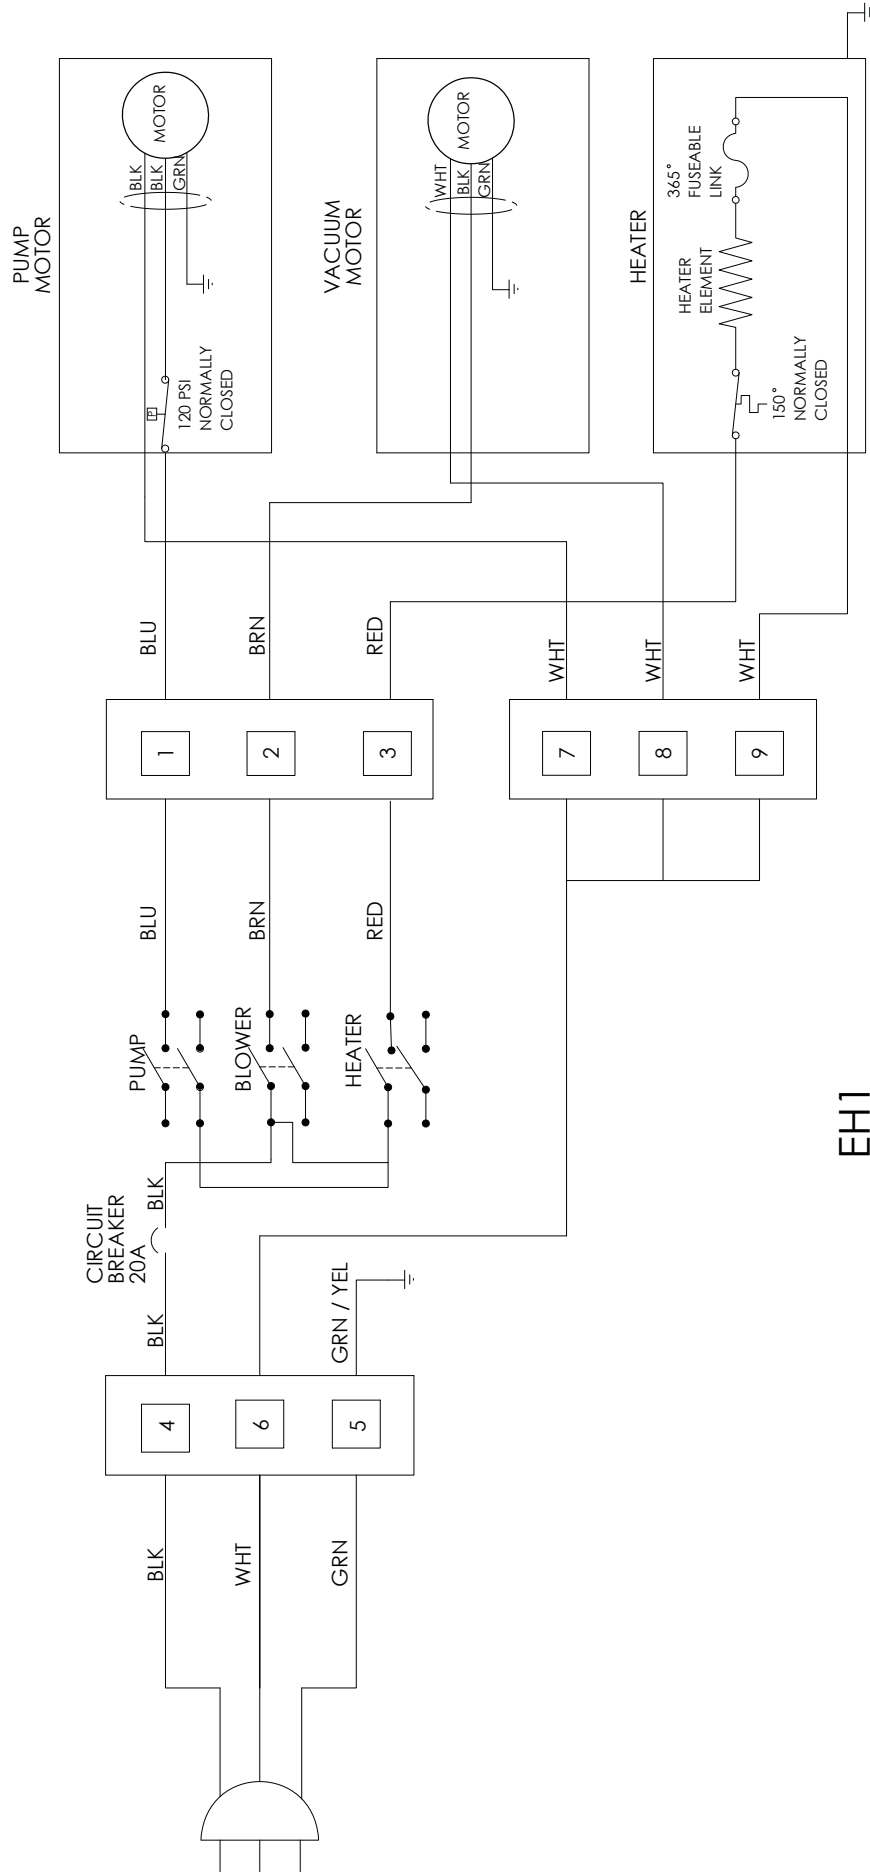 PUMP
MOTOR
MOTOR
BLK
BLK
GRN
P
120 PSI
NORMALLY
CLOSED
VACUUM
MOTOR
MOTOR
WHT
BLK
GRN
HEATER
365°
FUSEABLE
LINK
HEATER
ELEMENT
150°
NORMALLY
CLOSED
BLU
BRN
RED
WHT
WHT
WHT
1
2
3
7
8
9
BLU
BRN
RED
PUMP
BLOWER
HEATER
BLK
CIRCUIT
BREAKER
20A
BLK
GRN / YEL
4
6
5
BLK
WHT
GRN
EH1